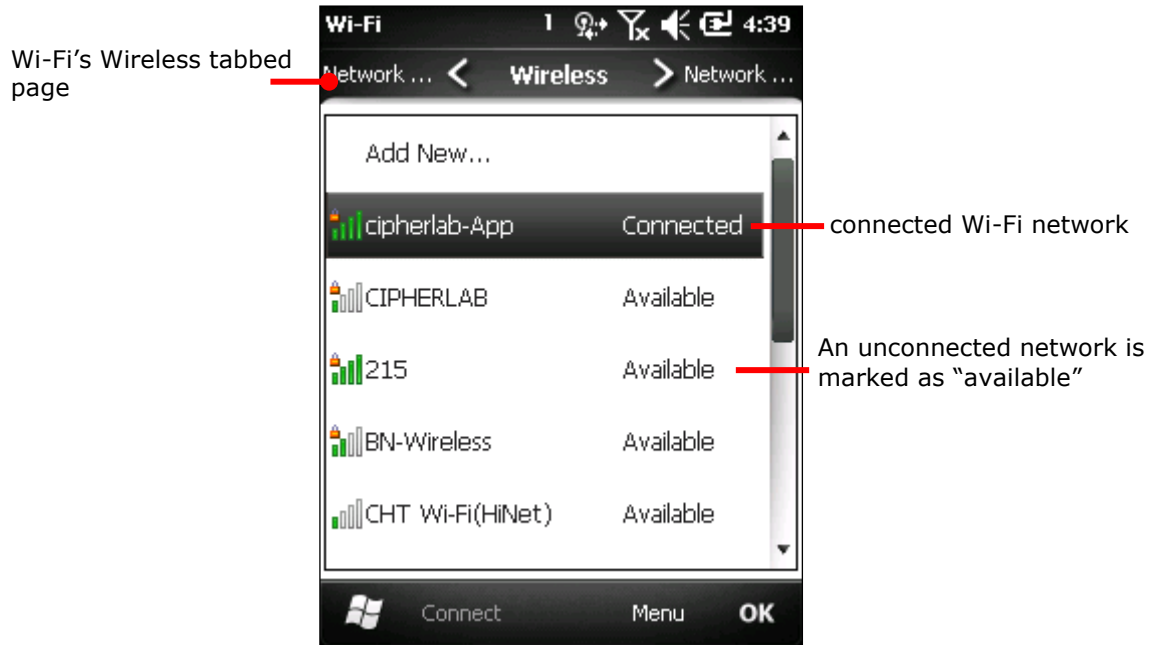 Wi-Fi 1 4:39
Wi-Fi's Wireless tabbed
page
Network ... Wireless Network ...
Add New...
cipherlab-App Connected
connected Wi-Fi network
CIPHERLAB Available
An unconnected network is
marked as “available”
215 Available
BN-Wireless Available
CHT Wi-Fi(HiNet) Available
Connect Menu OK